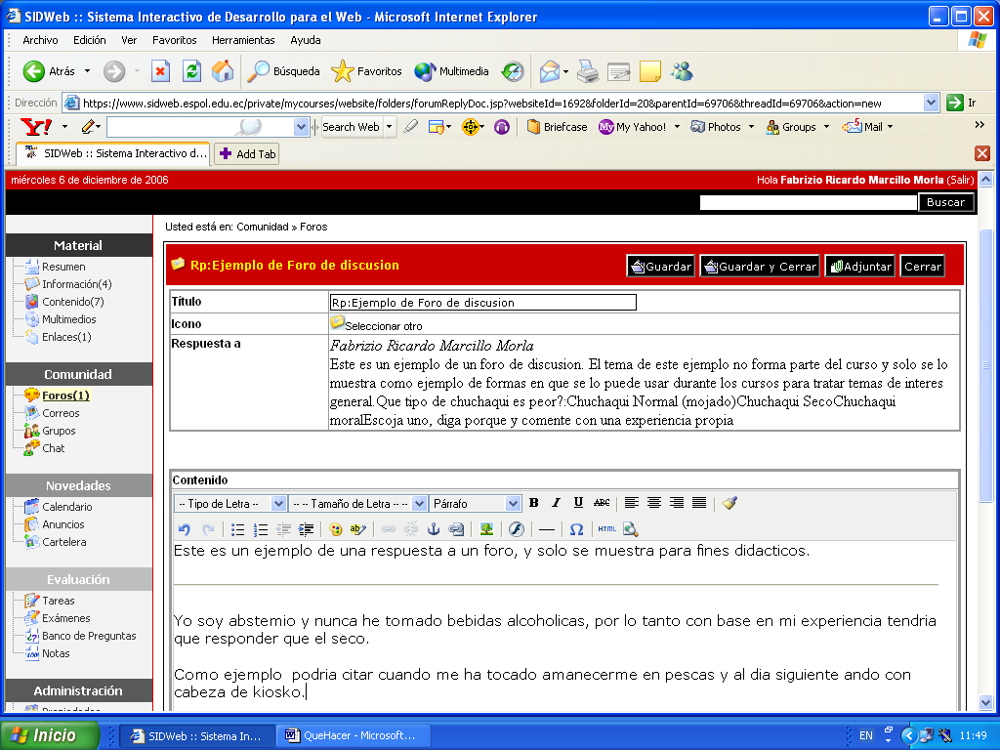 SIDWeb :: Sistema Interactivo de Desarrollo para el Web - Microsoft Internet Explorer
Archivo Edición Ver Favoritos Herramientas Ayuda
Atrás Búsqueda Favoritos Multimedia
Dirección https://www.sidweb.espol.edu.ec/private/mycourses/website/folders/forumReplyDoc.jsp?websiteId=1692&folderId=20&parentId=69706&threadId=69706&action=new Ir
Y! Search Web Briefcase My My Yahoo! Photos Groups 5 Mail
SIDWeb :: Sistema Interactivo d... Add Tab
miércoles 6 de diciembre de 2006 Hola Fabrizio Ricardo Marcillo Morla (Salir)
Buscar
Usted está en: Comunidad » Foros
Material
Resumen
Información(4)
Contenido(7)
Multimedios
Enlaces(1)
Comunidad
Foros(1)
Correos
Grupos
Chat
Novedades
Calendario
Anuncios
Cartelera
Evaluación
Tareas
Exámenes
Banco de Preguntas
Notas
Administración
Rp:Ejemplo de Foro de discusion Guardar Guardar y Cerrar Adjuntar Cerrar
Título Rp:Ejemplo de Foro de discusion
Icono Seleccionar otro
Respuesta a Fabrizio Ricardo Marcillo Morla
Este es un ejemplo de un foro de discusion. El tema de este ejemplo no forma parte del curso y solo se lo
muestra como ejemplo de formas en que se lo puede usar durante los cursos para tratar temas de interes
general.Que tipo de chuchaqui es peor?:Chuchaqui Normal (mojado)Chuchaqui SecoChuchaqui
moralEscoja uno, diga porque y comente con una experiencia propia
Contenido
-- Tipo de Letra -- -- -- Tamaño de Letra -- -- Párrafo B I U ABC
HTML
Este es un ejemplo de una respuesta a un foro, y solo se muestra para fines didacticos.
Yo soy abstemio y nunca he tomado bebidas alcoholicas, por lo tanto con base en mi experiencia tendria
que responder que el seco.
Como ejemplo podria citar cuando me ha tocado amanecerme en pescas y al dia siguiente ando con
cabeza de kiosko.
Inicio SIDWeb :: Sistema In... QueHacer - Microsoft... EN 11:49